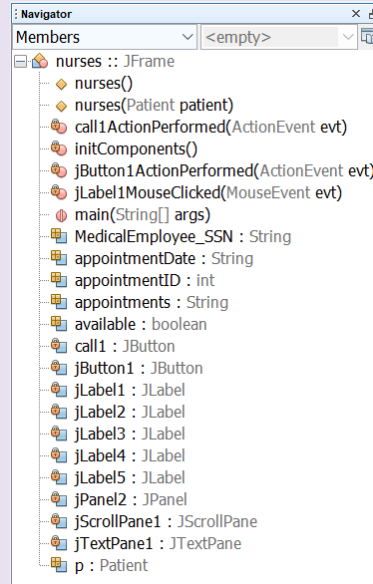 Navigator
Members <empty>
nurses :: JFrame
nurses()
nurses(Patient patient)
call1ActionPerformed(ActionEvent evt)
initComponents()
jButton1ActionPerformed(ActionEvent evt)
jLabel1MouseClicked(MouseEvent evt)
main(String[] args)
MedicalEmployee_SSN : String
appointmentDate : String
appointmentID : int
appointments : String
available : boolean
call1 : JButton
jButton1 : JButton
jLabel1 : JLabel
jLabel2 : JLabel
jLabel3 : JLabel
jLabel4 : JLabel
jLabel5 : JLabel
jPanel2 : JPanel
jScrollPane1 : JScrollPane
jTextPane1 : JTextPane
p : Patient